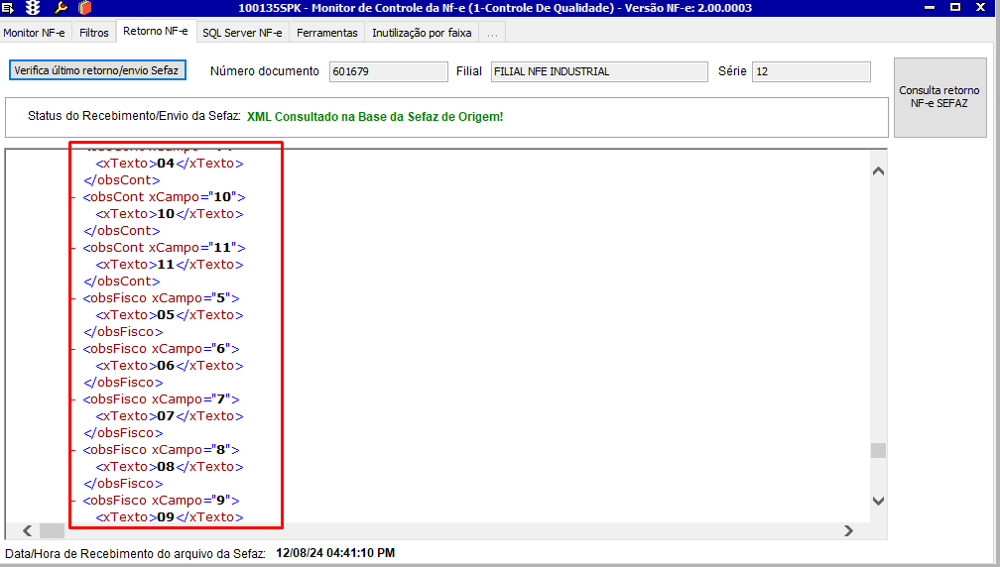 100135SPK - Monitor de Controle da Nf-e (1-Controle De Qualidade) - Versão NF-e: 2.00.0003
Monitor NF-e Filtros Retorno NF-e SQL Server NF-e Ferramentas Inutilização por faixa ...
Verifica último retorno/envio Sefaz Número documento 601679 Filial FILIAL NFE INDUSTRIAL Série 12
Consulta retorno
NF-e SEFAZ
Status do Recebimento/Envio da Sefaz: XML Consultado na Base da Sefaz de Origem!
<xTexto>04</xTexto>
</obsCont>
- <obsCont xCampo="10">
<xTexto>10</xTexto>
</obsCont>
- <obsCont xCampo="11">
<xTexto>11</xTexto>
</obsCont>
- <obsFisco xCampo="5">
<xTexto>05</xTexto>
</obsFisco>
- <obsFisco xCampo="6">
<xTexto>06</xTexto>
</obsFisco>
- <obsFisco xCampo="7">
<xTexto>07</xTexto>
</obsFisco>
- <obsFisco xCampo="8">
<xTexto>08</xTexto>
</obsFisco>
- <obsFisco xCampo="9">
<xTexto>09</xTexto>
Data/Hora de Recebimento do arquivo da Sefaz: 12/08/24 04:41:10 PM